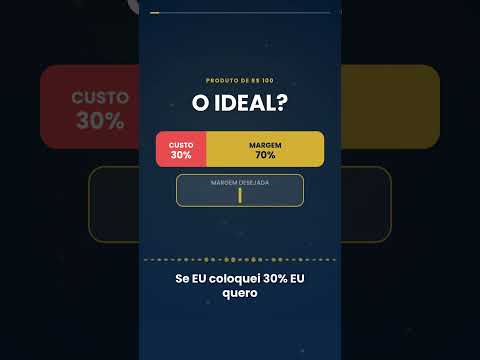 PRODUTO DE R$ 100
O IDEAL?
CUSTO
30%
CUSTO
30%
MARGEM
70%
MARGEM DESEJADA
Se EU coloquei 30% EU
quero